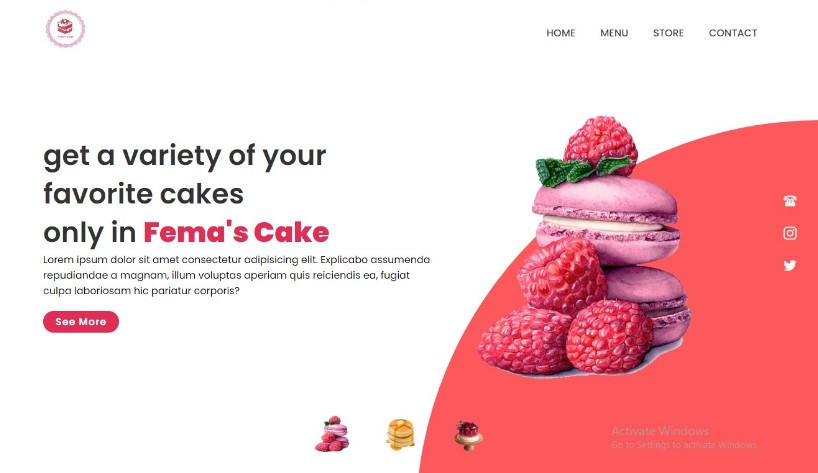 HOME MENU STORE CONTACT
get a variety of your
favorite cakes
only in Fema's Cake
Lorem ipsum dolor sit amet consectetur adipisicing elit. Explicabo assumenda
repudiandae a magnam, illum voluptas aperiam quis reiciendis ea, fugiat
culpa laboriosam hic pariatur corporis?
See More
Activate Windows
Go to Settings to activate Windows.